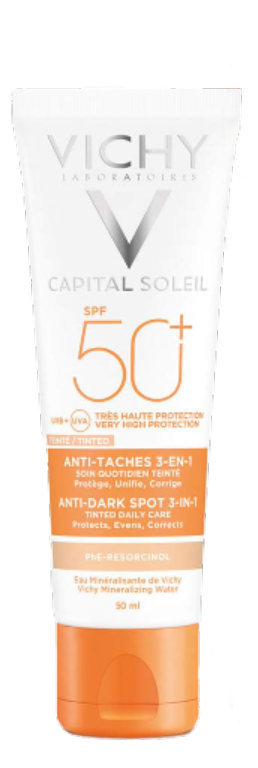 VICHY
LABORATOIRES
V
CAPITAL SOLEIL
SPF
50+
UVB+ UVA
TRÈS HAUTE PROTECTION
VERY HIGH PROTECTION
TEINTÉ / TINTED
ANTI-TACHES 3-EN-1
SOIN QUOTIDIEN TEINTÉ
Protège, Unifie, Corrige
ANTI-DARK SPOT 3-IN-1
TINTED DAILY CARE
Protects, Evens, Corrects
PhE-RESORCINOL
Eau Minéralisante de Vichy
Vichy Mineralizing Water
50 ml